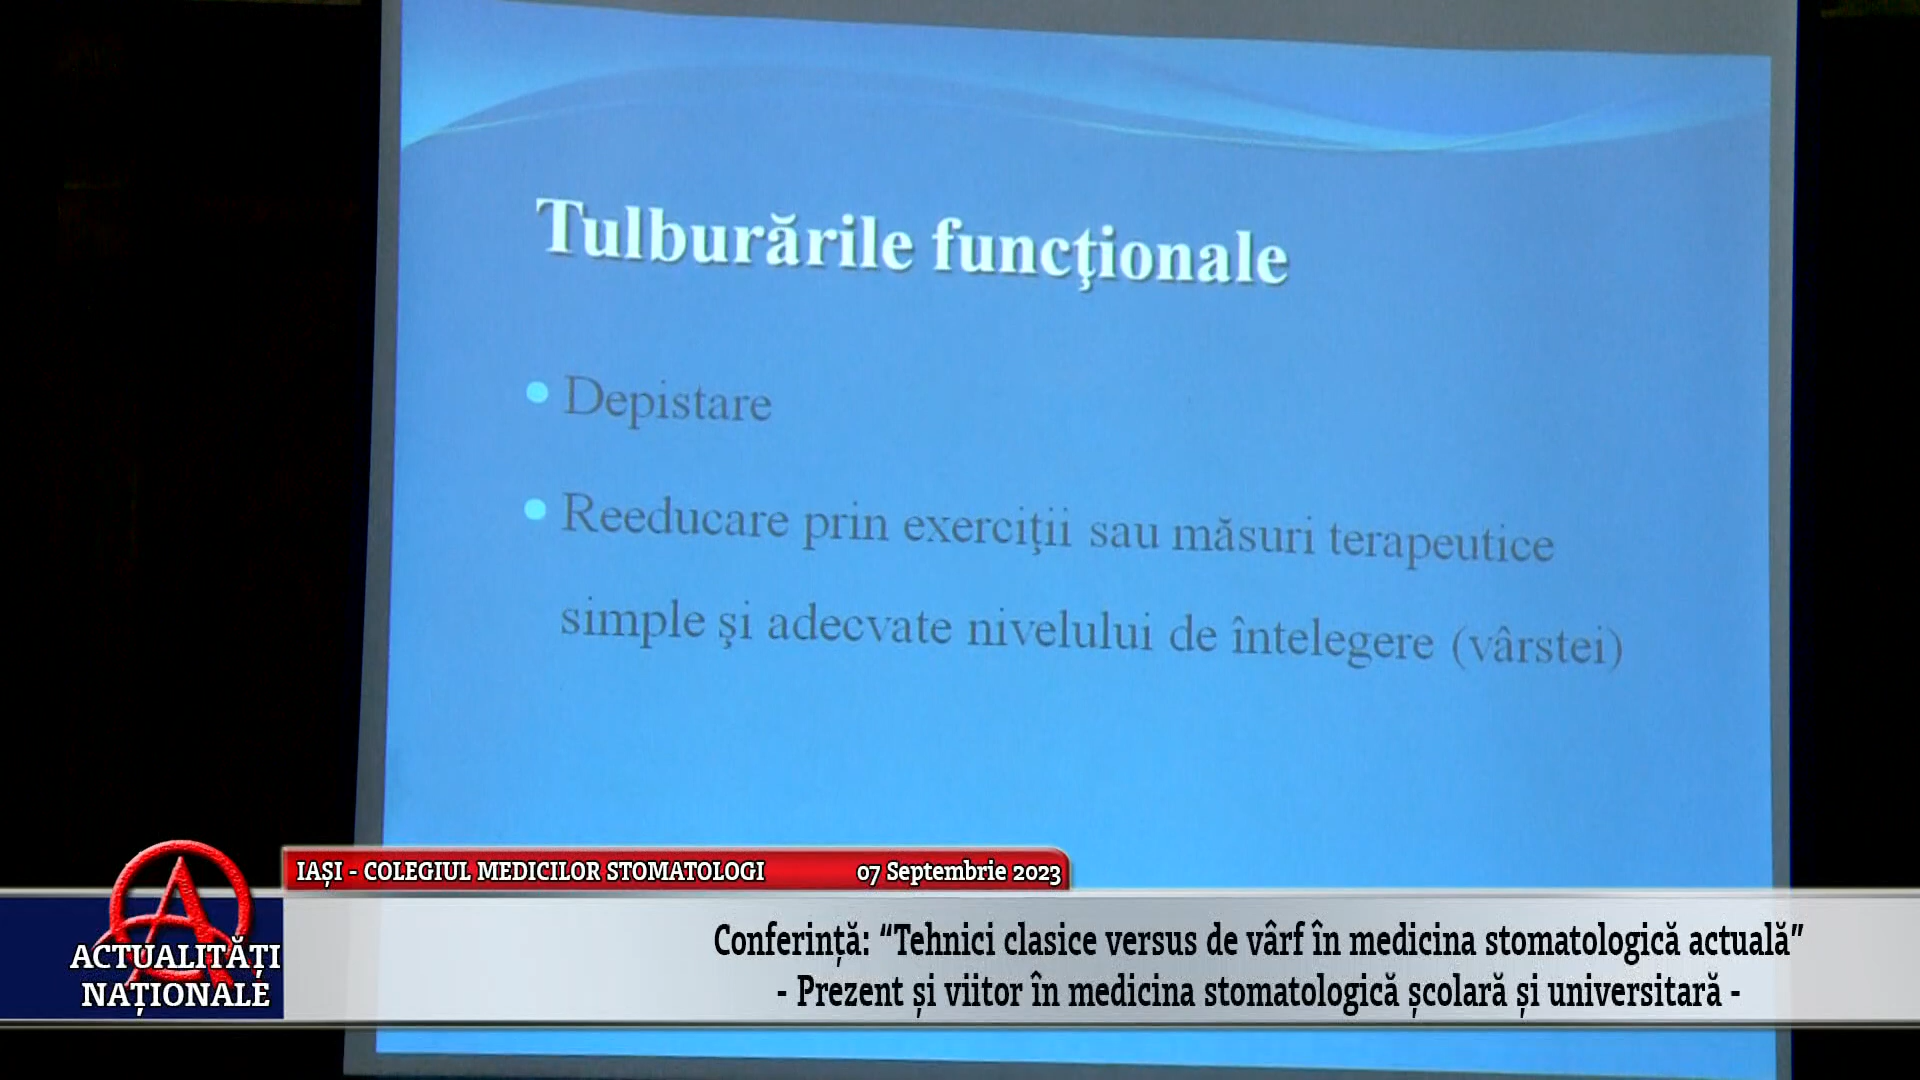 Tulburările funcţionale
• Depistare
• Reeducare prin exerciţii sau măsuri terapeutice
simple şi adecvate nivelului de întelegere (vârstei)
IAȘI - COLEGIUL MEDICILOR STOMATOLOGI 07 Septembrie 2023
ACTUALITĂȚI
NAȚIONALE
Conferință: “Tehnici clasice versus de vârf în medicina stomatologică actuală”
- Prezent și viitor în medicina stomatologică școlară și universitară -